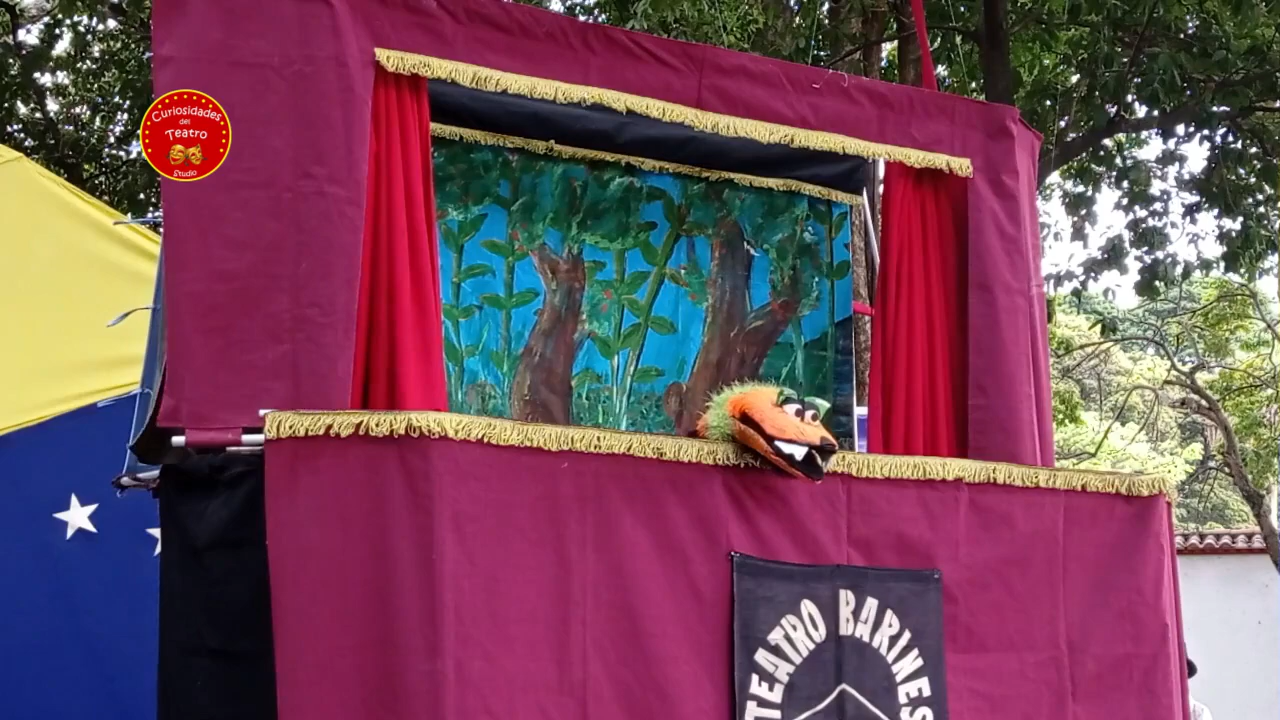 Curiosidades
del
Teatro
Studio
TEATRO BARINES